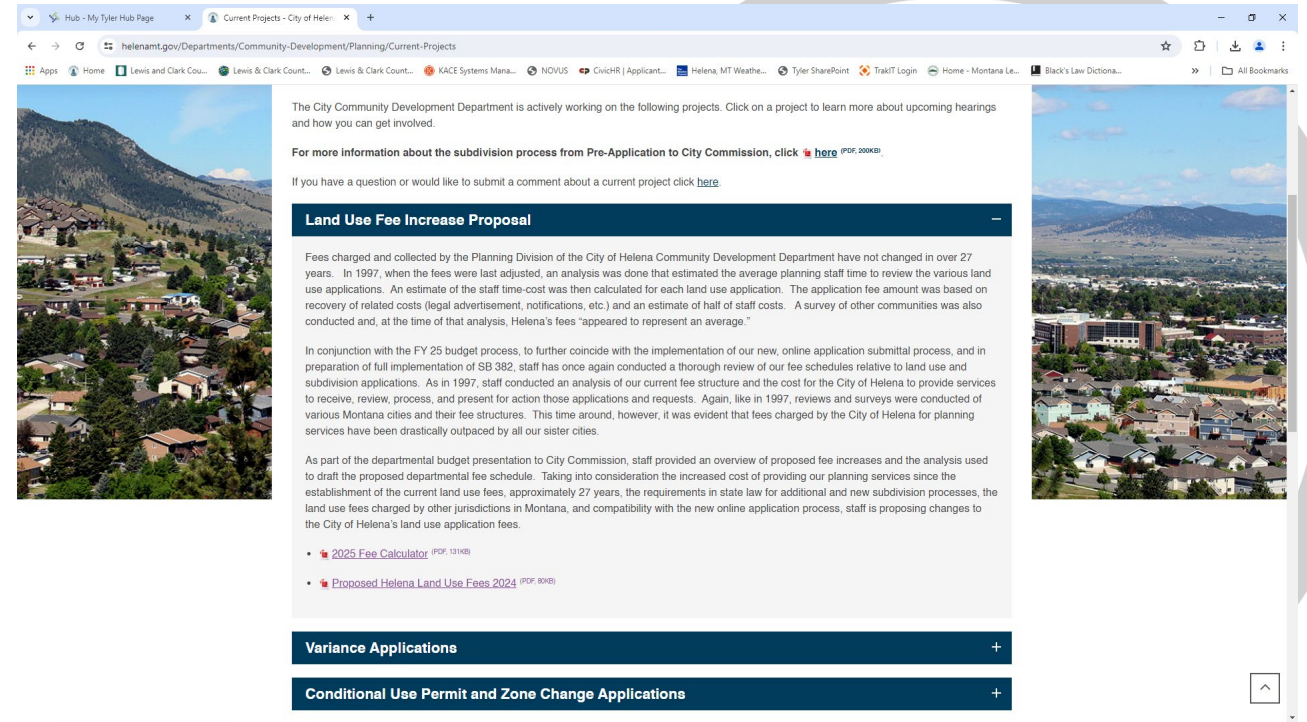 Hub - My Tyler Hub Page
Current Projects - City of Helen
helenamt.gov/Departments/Community-Development/Planning/Current-Projects
Apps Home Lewis and Clark Cou... Lewis & Clark Count... Lewis & Clark Count... KACE Systems Mana... NOVUS CivicHR | Applicant... Helena, MT Weathe... Tyler SharePoint TrakIT Login Home - Montana Le... Black's Law Dictiona... » All Bookmarks
The City Community Development Department is actively working on the following projects. Click on a project to learn more about upcoming hearings
and how you can get involved.
For more information about the subdivision process from Pre-Application to City Commission, click here (PDF, 200KB).
If you have a question or would like to submit a comment about a current project click here.
Land Use Fee Increase Proposal
Fees charged and collected by the Planning Division of the City of Helena Community Development Department have not changed in over 27
years. In 1997, when the fees were last adjusted, an analysis was done that estimated the average planning staff time to review the various land
use applications. An estimate of the staff time-cost was then calculated for each land use application. The application fee amount was based on
recovery of related costs (legal advertisement, notifications, etc.) and an estimate of half of staff costs. A survey of other communities was also
conducted and, at the time of that analysis, Helena's fees “appeared to represent an average.”
In conjunction with the FY 25 budget process, to further coincide with the implementation of our new, online application submittal process, and in
preparation of full implementation of SB 382, staff has once again conducted a thorough review of our fee schedules relative to land use and
subdivision applications. As in 1997, staff conducted an analysis of our current fee structure and the cost for the City of Helena to provide services
to receive, review, process, and present for action those applications and requests. Again, like in 1997, reviews and surveys were conducted of
various Montana cities and their fee structures. This time around, however, it was evident that fees charged by the City of Helena for planning
services have been drastically outpaced by all our sister cities.
As part of the departmental budget presentation to City Commission, staff provided an overview of proposed fee increases and the analysis used
to draft the proposed departmental fee schedule. Taking into consideration the increased cost of providing our planning services since the
establishment of the current land use fees, approximately 27 years, the requirements in state law for additional and new subdivision processes, the
land use fees charged by other jurisdictions in Montana, and compatibility with the new online application process, staff is proposing changes to
the City of Helena's land use application fees.
• 2025 Fee Calculator (PDF, 131KB)
• Proposed Helena Land Use Fees 2024 (PDF, 80KB)
Variance Applications
Conditional Use Permit and Zone Change Applications